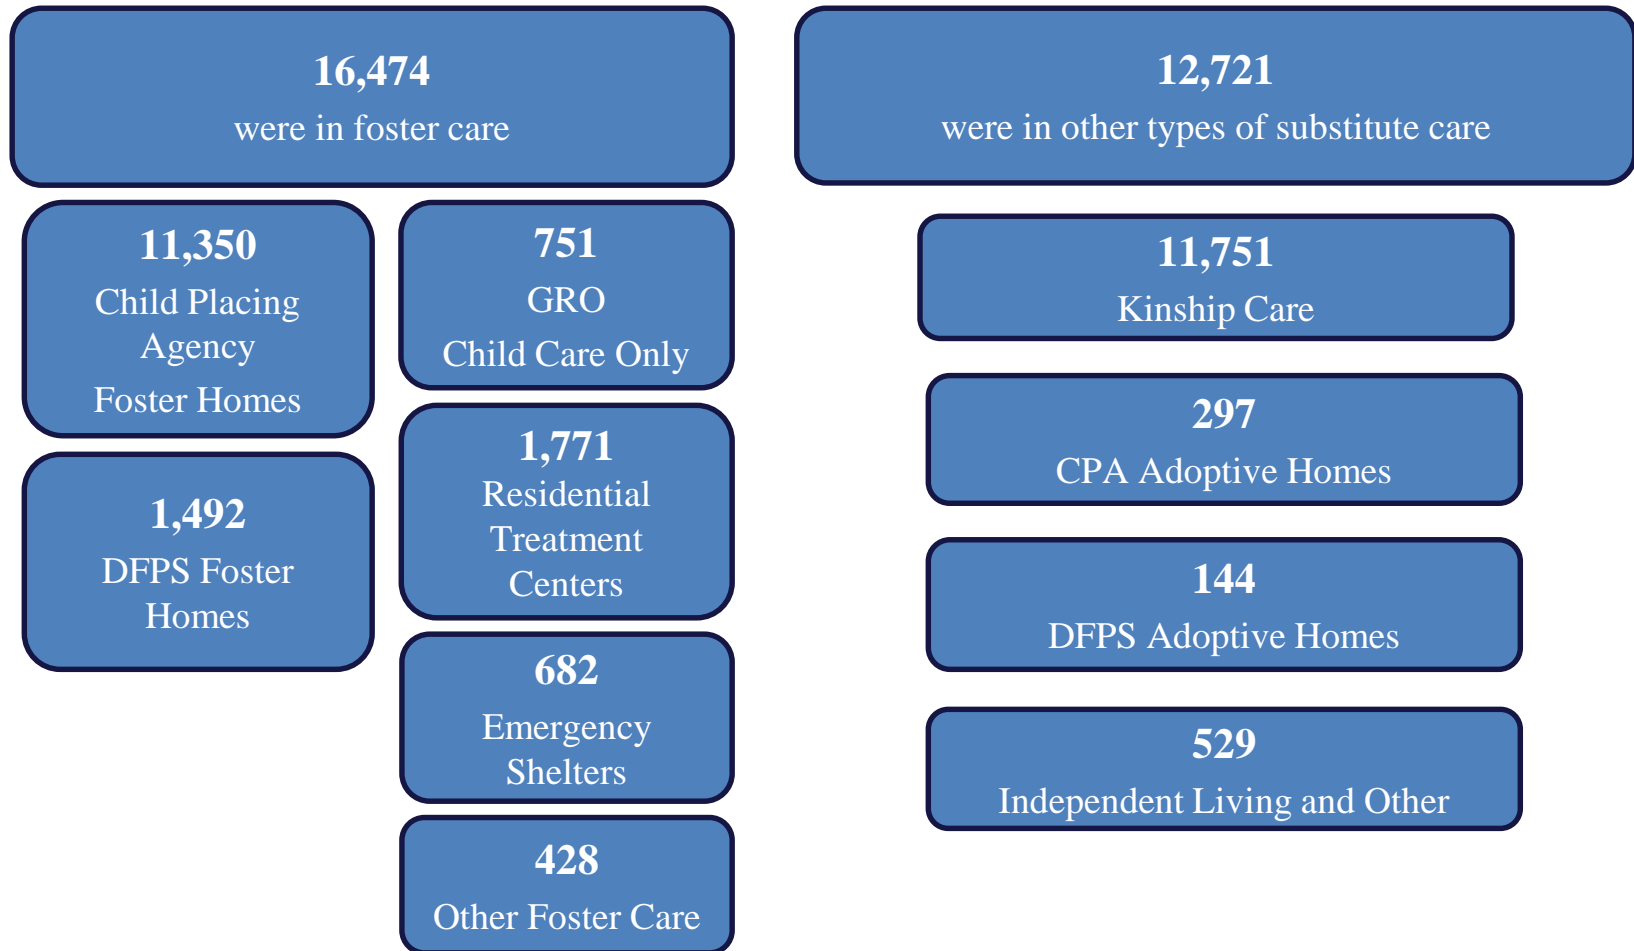 16,474
were in foster care
12,721
were in other types of substitute care
11,350
Child Placing
Agency
Foster Homes
1,492
DFPS Foster
Homes
751
GRO
Child Care Only
1,771
Residential
Treatment
Centers
682
Emergency
Shelters
428
Other Foster Care
11,751
Kinship Care
297
CPA Adoptive Homes
144
DFPS Adoptive Homes
529
Independent Living and Other